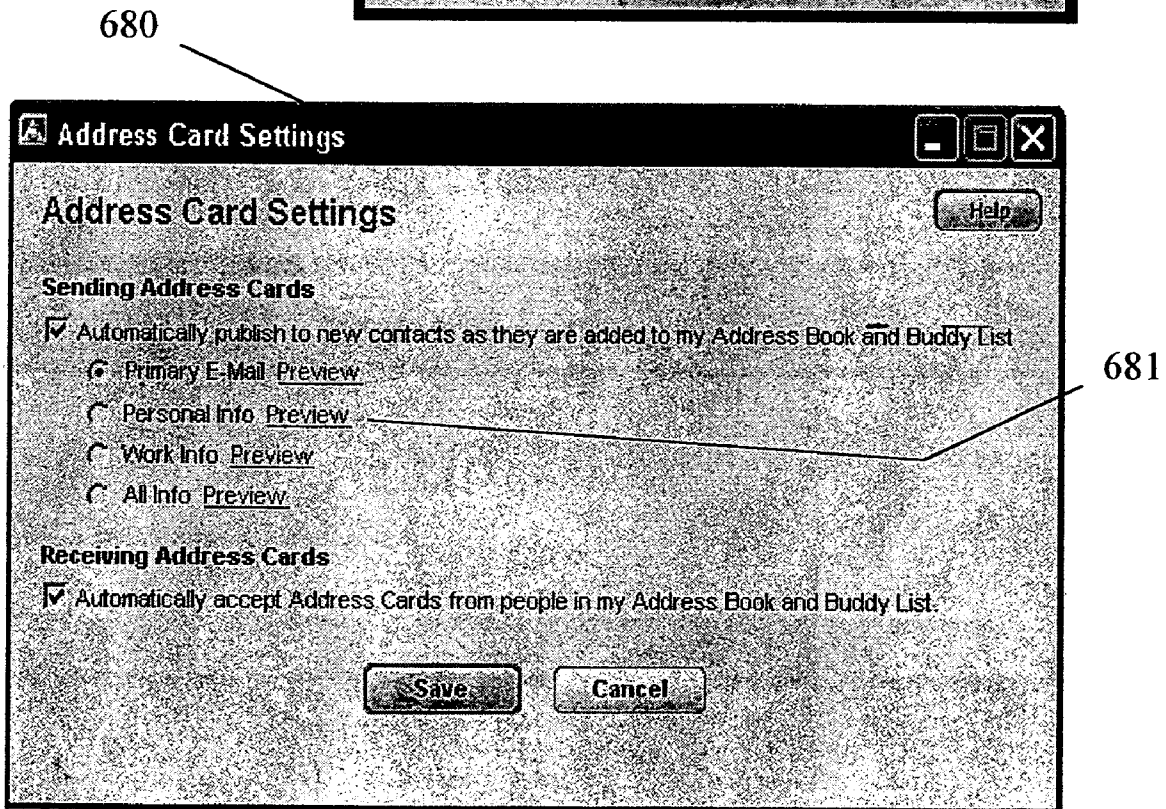 680
Address Card Settings
Address Card Settings
Help
Sending Address Cards
Automatically publish to new contacts as they are added to my Address Book and Buddy List
Primary E-Mail Preview
681
Personal Info Preview
Work Info Preview
All Info Preview
Receiving Address Cards
Automatically accept Address Cards from people in my Address Book and Buddy List.
Save Cancel